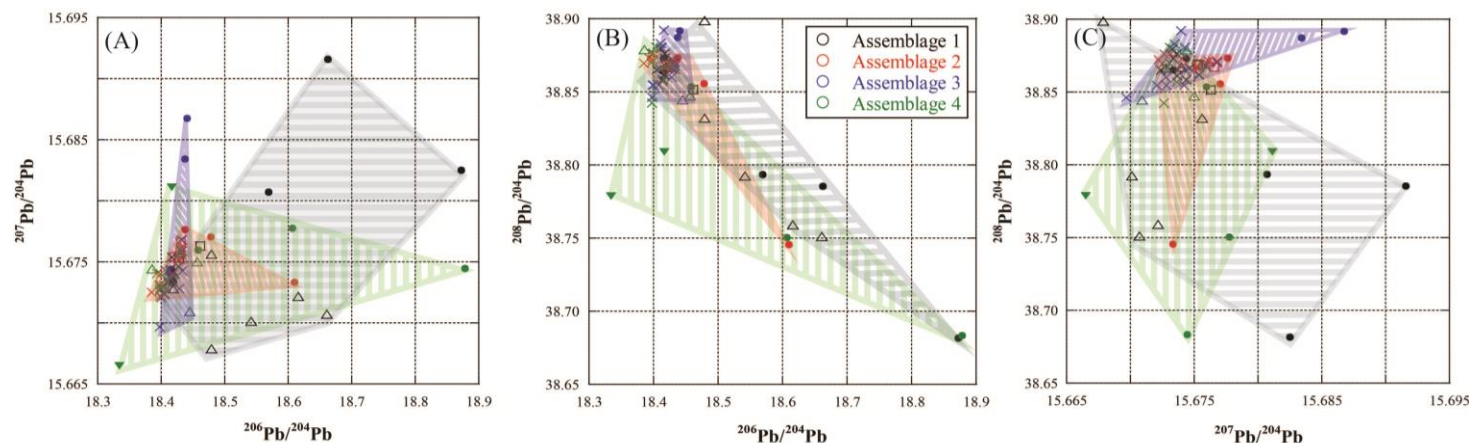 15.695
15.685
15.675
15.665
(A)
²⁰⁷Pb/²⁰⁴Pb
18.3 18.4 18.5 18.6 18.7 18.8 18.9
²⁰⁶Pb/²⁰⁴Pb
38.90
38.85
38.80
38.75
38.70
38.65
(B)
²⁰⁸Pb/²⁰⁴Pb
Assemblage 1
Assemblage 2
Assemblage 3
Assemblage 4
18.3 18.4 18.5 18.6 18.7 18.8 18.9
²⁰⁶Pb/²⁰⁴Pb
38.90
38.85
38.80
38.75
38.70
38.65
(C)
²⁰⁸Pb/²⁰⁴Pb
15.665 15.675 15.685 15.695
²⁰⁷Pb/²⁰⁴Pb